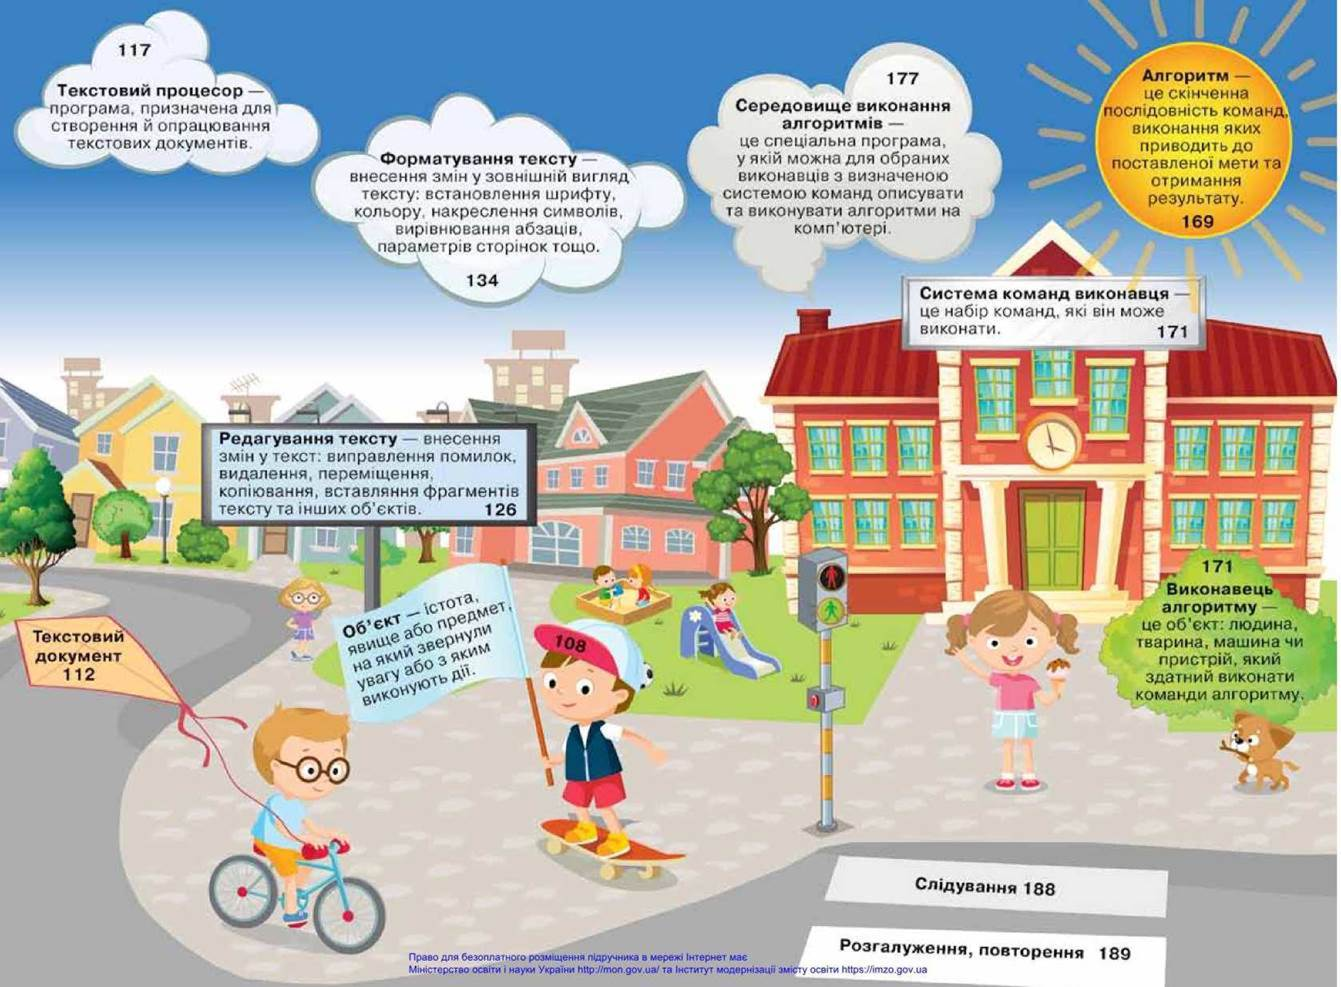 117
Текстовий процесор —
програма, призначена для
створення й опрацювання
текстових документів.
Форматування тексту —
внесення змін у зовнішній вигляд
тексту: встановлення шрифту,
кольору, накреслення символів,
вирівнювання абзаців,
параметрів сторінок тощо.
134
177
Середовище виконання
алгоритмів —
це спеціальна програма,
у якій можна для обраних
виконавців з визначеною
системою команд описувати
та виконувати алгоритми на
комп’ютері.
Алгоритм —
це скінченна
послідовність команд,
виконання яких
приводить до
поставленої мети та
отримання
результату.
169
Система команд виконавця —
це набір команд, які він може
виконати. 171
Редагування тексту — внесення
змін у текст: виправлення помилок,
видалення, переміщення,
копіювання, вставляння фрагментів
тексту та інших об’єктів. 126
Текстовий
документ
112
Об’єкт — істота,
явище або предмет,
на який звернули
увагу або з яким
виконують дії.
108
171
Виконавець
алгоритму —
це об’єкт: людина,
тварина, машина чи
пристрій, який
здатний виконати
команди алгоритму.
Слідування 188
Розгалуження, повторення 189
Право для безоплатного розміщення підручника в мережі Інтернет має
Міністерство освіти і науки України http://mon.gov.ua/ та Інститут модернізації змісту освіти https://imzo.gov.ua